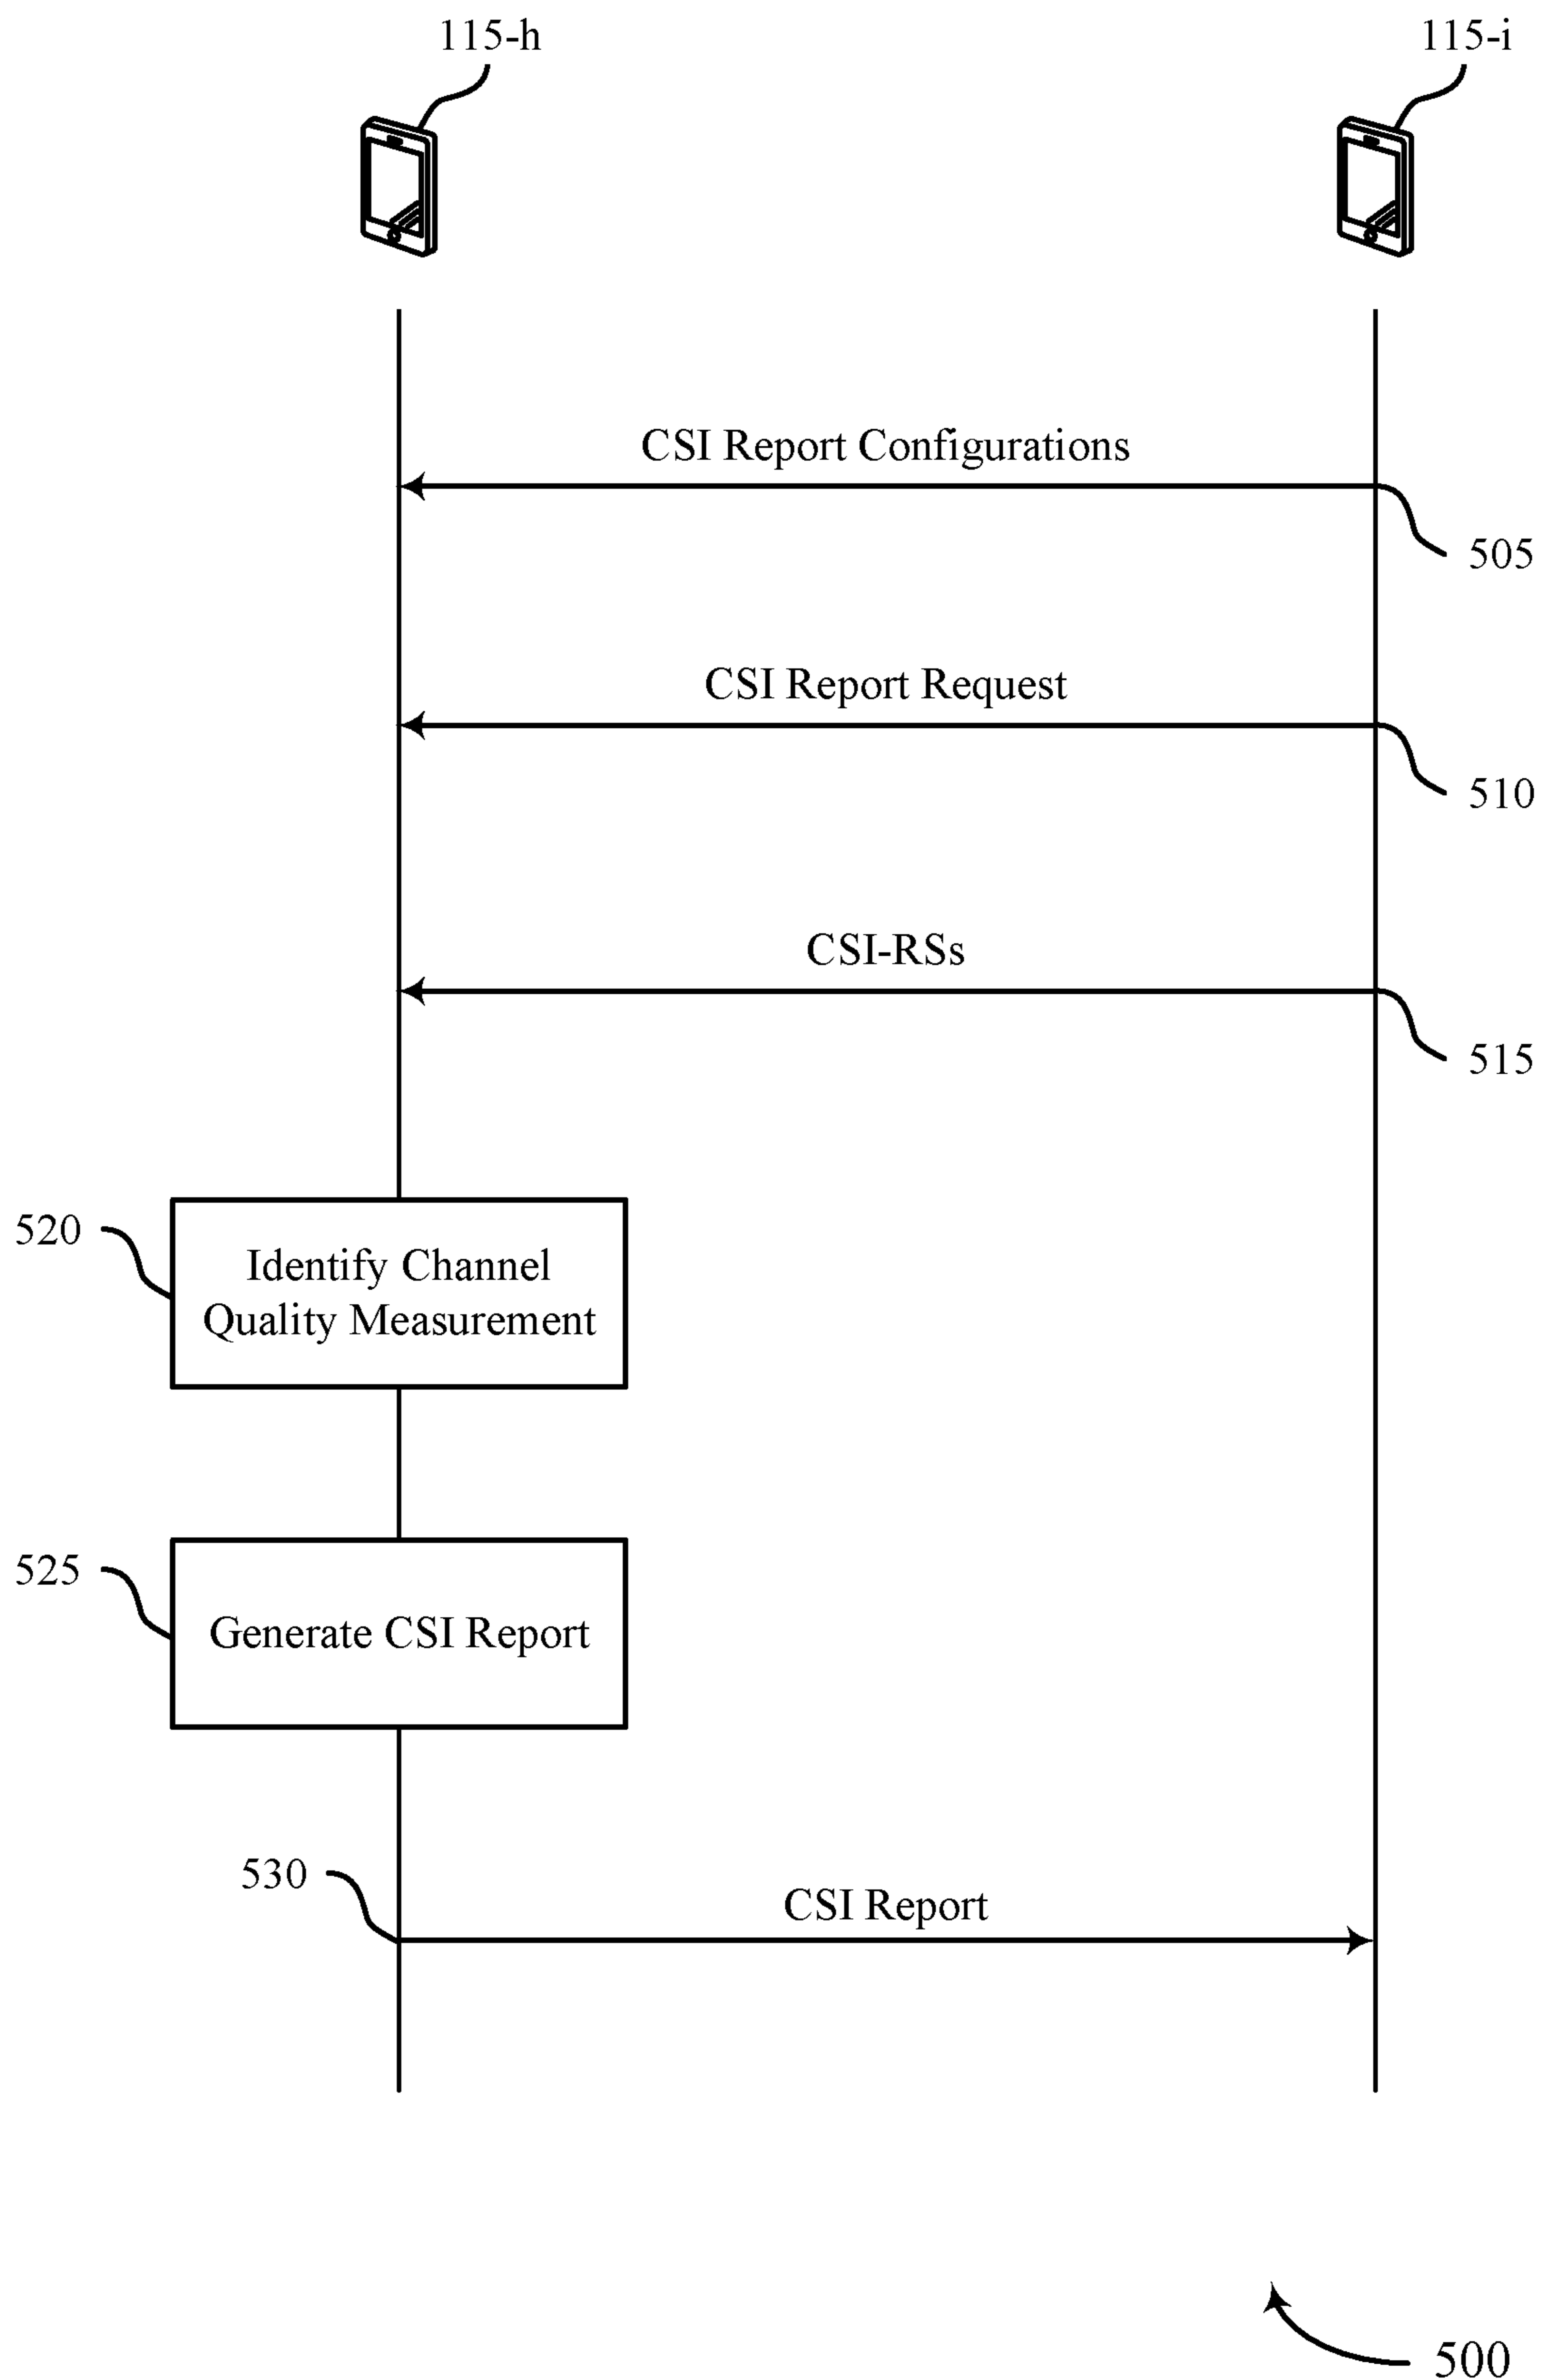 115-h
115-i
CSI Report Configurations
505
CSI Report Request
510
CSI-RSs
515
520
Identify Channel
Quality Measurement
525
Generate CSI Report
530
CSI Report
500